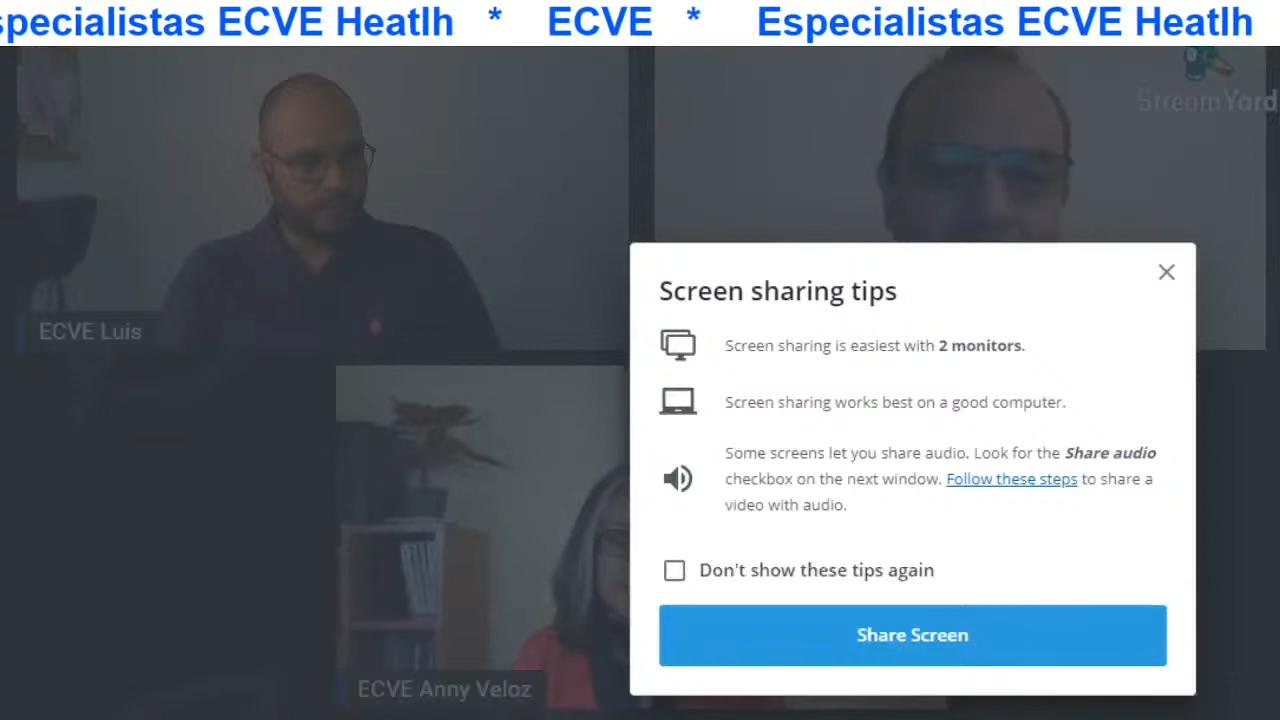 specialistas ECVE Heatlh * ECVE * Especialistas ECVE Heatlh
StreamYard
ECVE Luis
Screen sharing tips
Screen sharing is easiest with 2 monitors.
Screen sharing works best on a good computer.
Some screens let you share audio. Look for the Share audio
checkbox on the next window. Follow these steps to share a
video with audio.
Don't show these tips again
Share Screen
ECVE Anny Veloz